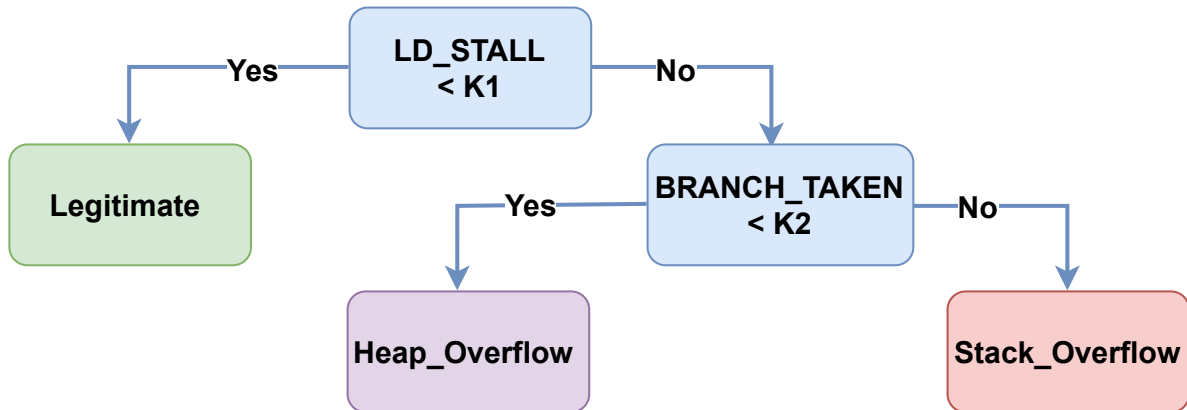 LD_STALL
< K1
Yes
No
Legitimate
BRANCH_TAKEN
< K2
Yes
No
Heap_Overflow
Stack_Overflow